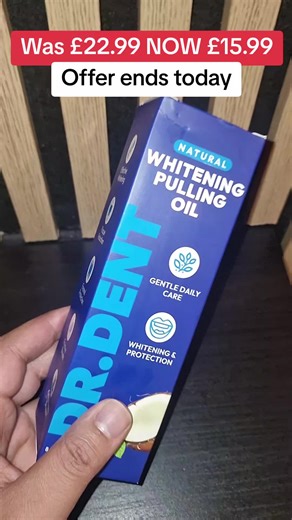 Was £22.99 NOW £15.99
Offer ends today
NATURAL
WHITENING
PULLING
OIL
DR.DENT
GENTLE DAILY
CARE
WHITENING &
PROTECTION